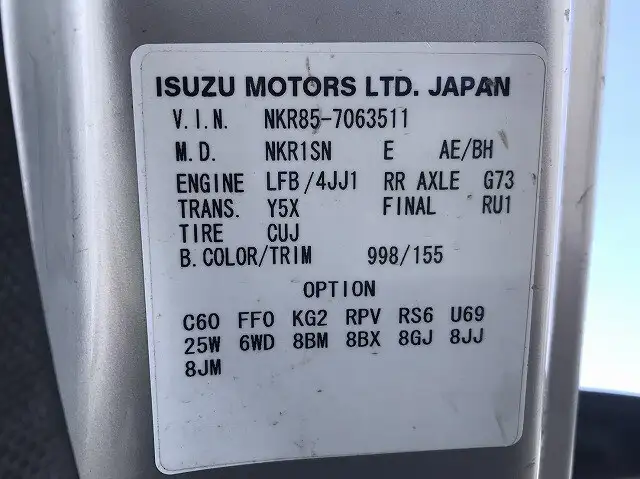 ISUZU MOTORS LTD. JAPAN
V.I.N. NKR85-7063511
M.D. NKR1SN E AE/BH
ENGINE LFB/4JJ1 RR AXLE G73
TRANS. Y5X FINAL RU1
TIRE CUJ
B.COLOR/TRIM 998/155
OPTION
C60 FF0 KG2 RPV RS6 U69
25W 6WD 8BM 8BX 8GJ 8JJ
8JM